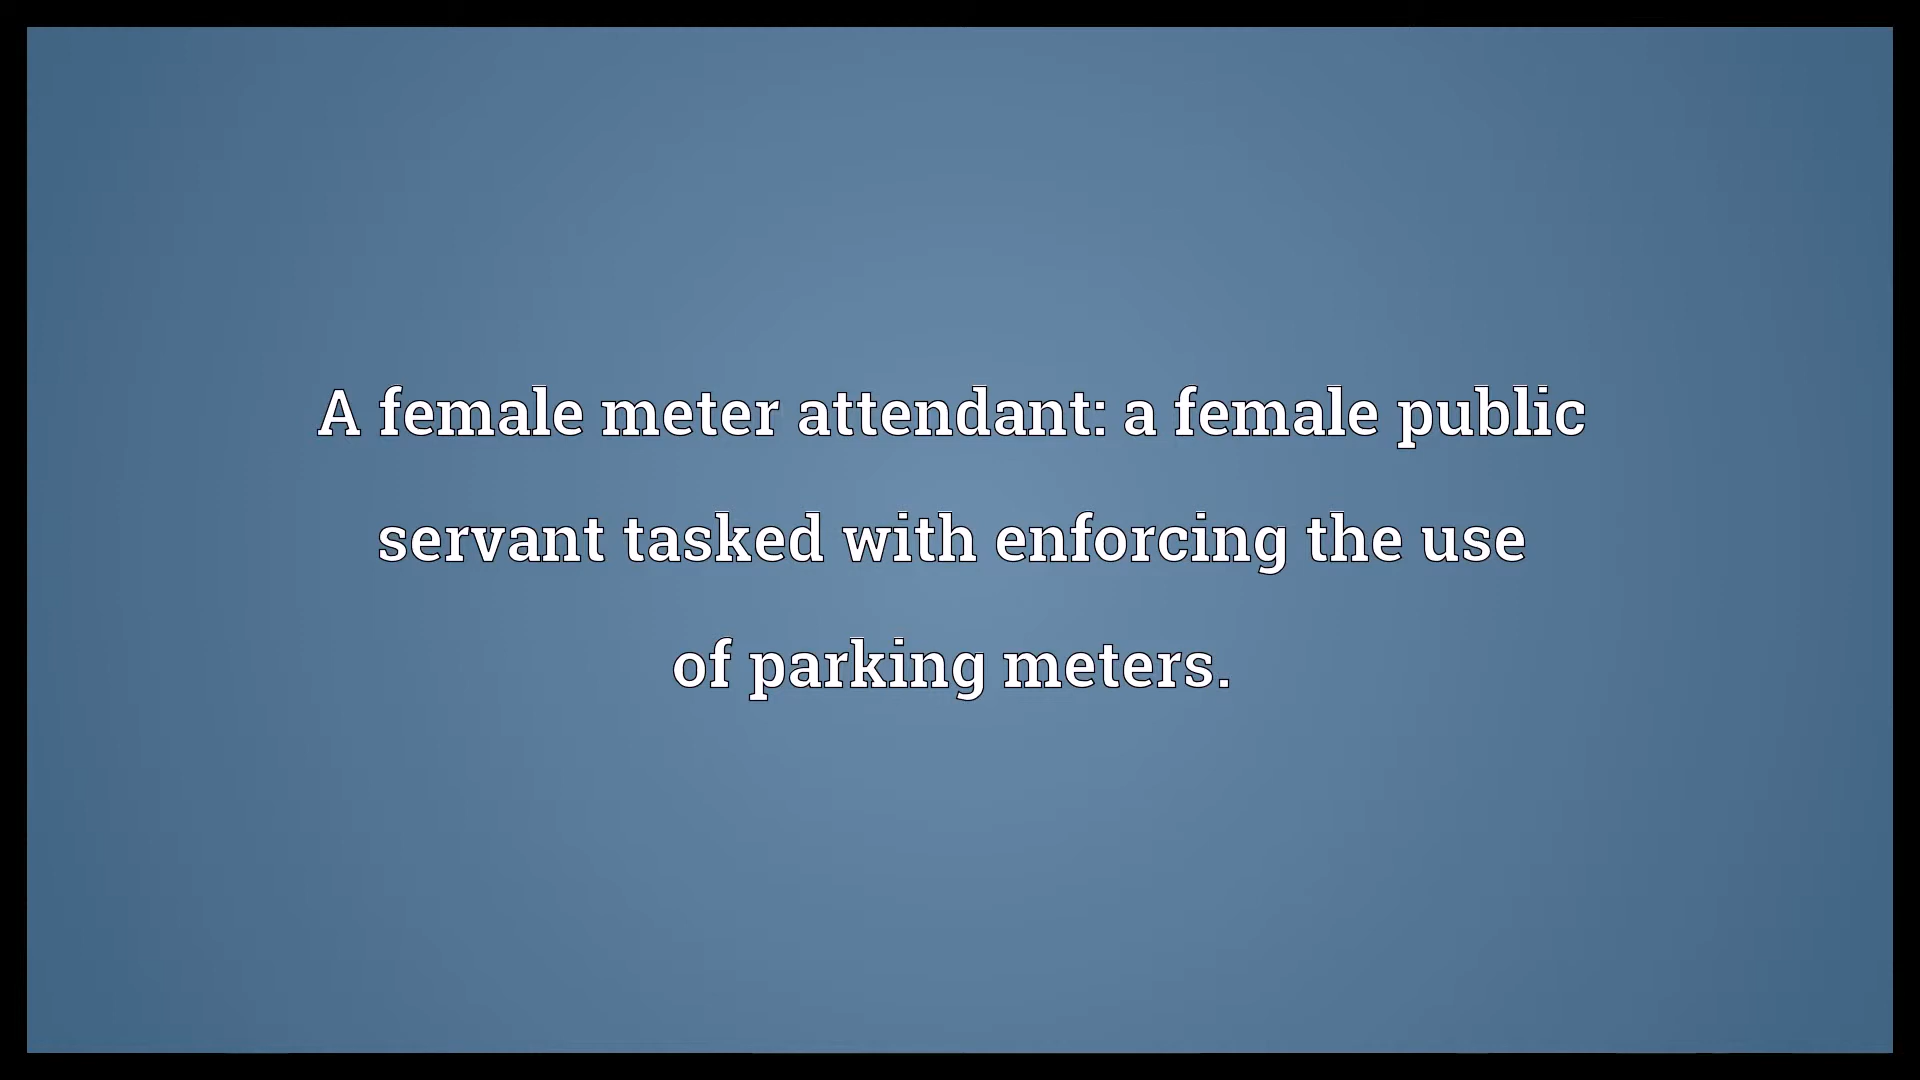 A female meter attendant: a female public
servant tasked with enforcing the use
of parking meters.